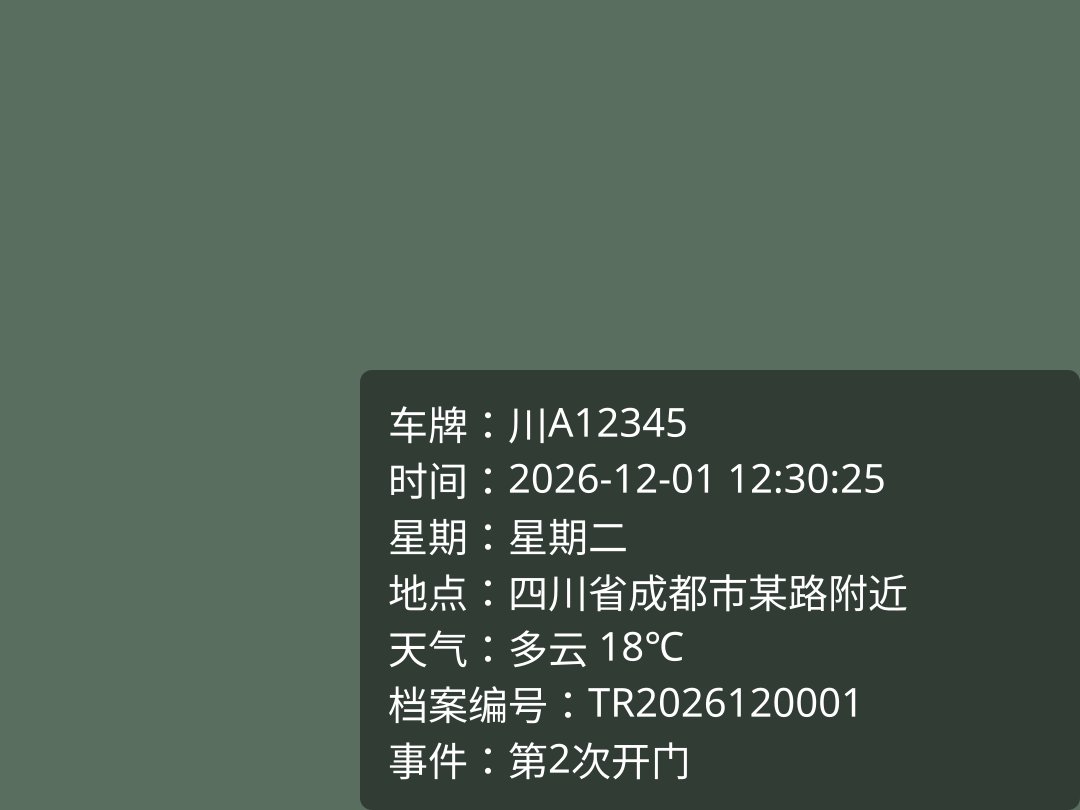 车牌：川A12345
时间：2026-12-01 12:30:25
星期：星期二
地点：四川省成都市某路附近
天气：多云 18℃
档案编号：TR2026120001
事件：第2次开门